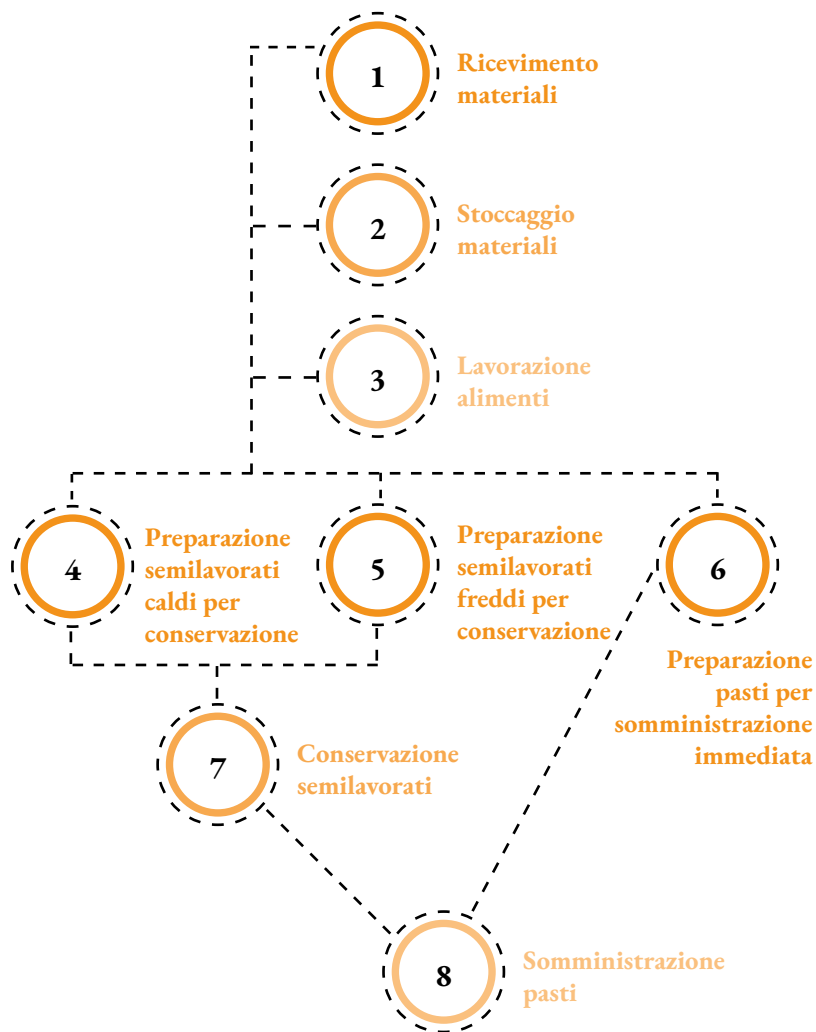 1
Ricevimento
materiali
2
Stoccaggio
materiali
3
Lavorazione
alimenti
4
Preparazione
semilavorati
caldi per
conservazione
5
Preparazione
semilavorati
freddi per
conservazione
6
Preparazione
pasti per
somministrazione
immediata
7
Conservazione
semilavorati
8
Somministrazione
pasti